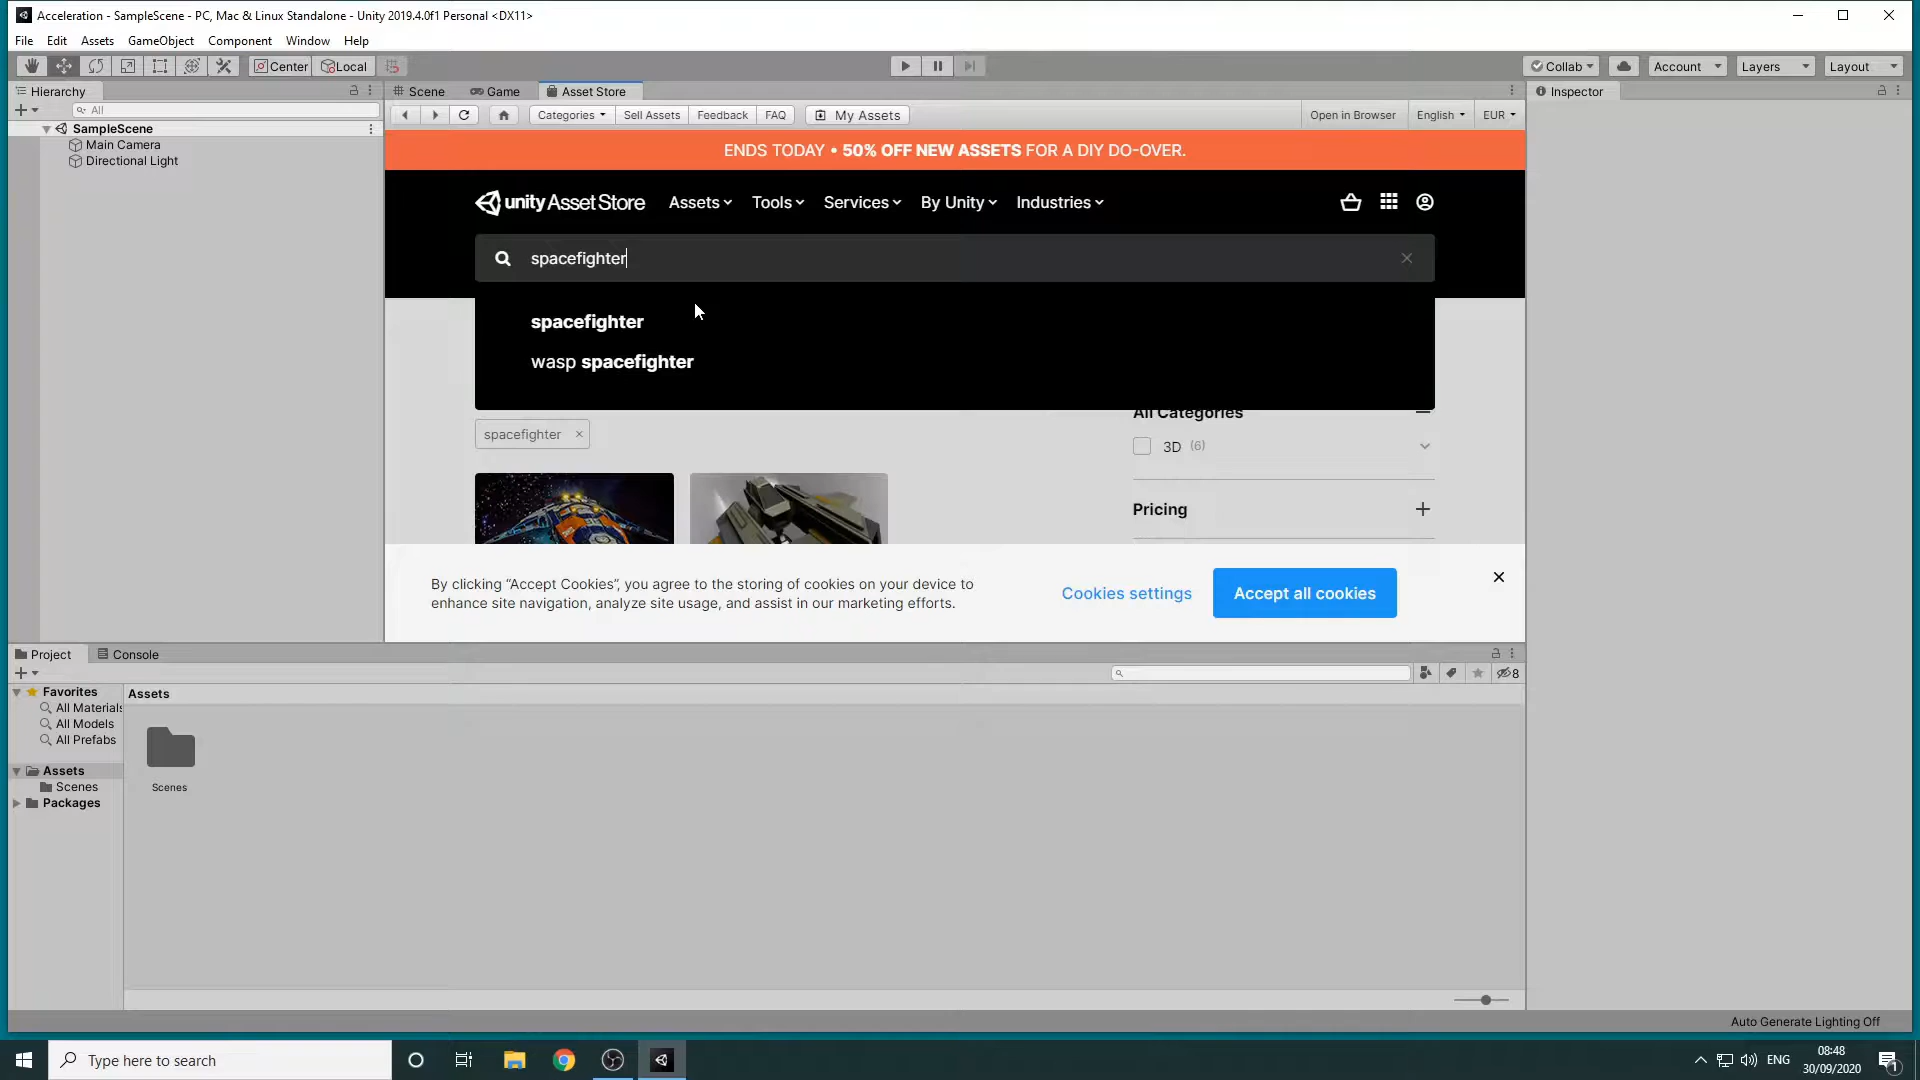 Acceleration - SampleScene - PC, Mac & Linux Standalone - Unity 2019.4.0f1 Personal <DX11>
File Edit Assets GameObject Component Window Help
Center Local Collab Account Layers Layout
Hierarchy Scene Game Asset Store Inspector
All
Categories Sell Assets Feedback FAQ My Assets Open in Browser English EUR
SampleScene
Main Camera
Directional Light
ENDS TODAY • 50% OFF NEW ASSETS FOR A DIY DO-OVER.
unity Asset Store Assets Tools Services By Unity Industries
spacefighter
spacefighter
wasp spacefighter
All Categories
spacefighter ×
3D (6)
Pricing
By clicking “Accept Cookies”, you agree to the storing of cookies on your device to
enhance site navigation, analyze site usage, and assist in our marketing efforts.
Cookies settings
Accept all cookies
Project Console
8
Favorites
All Materials
All Models
All Prefabs
Assets
Scenes
Packages
Assets
Scenes
Auto Generate Lighting Off
Type here to search
ENG
08:48
30/09/2020
1